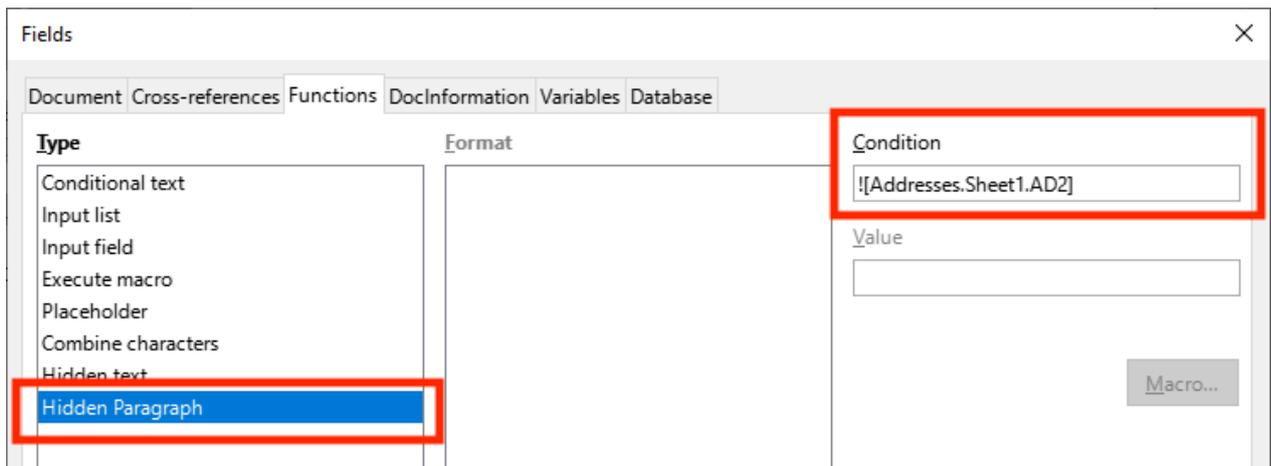 Fields
Document Cross-references Functions DocInformation Variables Database
Type
Format
Condition
Conditional text
Input list
Input field
Execute macro
Placeholder
Combine characters
Hidden text
Hidden Paragraph
![Addresses.Sheet1.AD2]
Value
Macro...